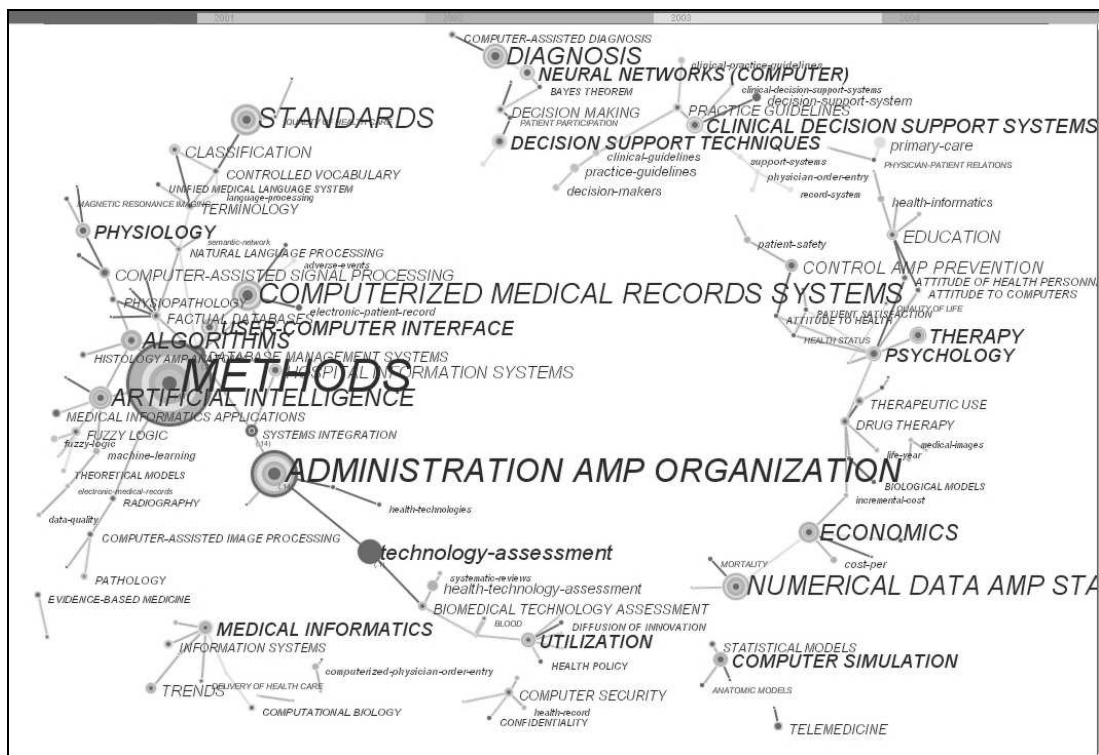 2001
2002
2003
2004
COMPUTER-ASSISTED DIAGNOSIS
DIAGNOSIS
NEURAL NETWORKS (COMPUTER)
BAYES THEOREM
clinical-practice-guidelines
clinical-decision-support-systems
decision-support-system
DECISION MAKING
PATIENT PARTICIPATION
PRACTICE GUIDELINES
STANDARDS
QUALITY OF HEALTH CARE
CLINICAL DECISION SUPPORT SYSTEMS
DECISION SUPPORT TECHNIQUES
primary-care
CLASSIFICATION
clinical-guidelines
practice-guidelines
support-systems
PHYSICIAN-PATIENT RELATIONS
CONTROLLED VOCABULARY
physician-order-entry
UNIFIED MEDICAL LANGUAGE SYSTEM
language-processing
decision-makers
record-system
MAGNETIC RESONANCE IMAGING
TERMINOLOGY
health-informatics
PHYSIOLOGY
semantic-network
NATURAL LANGUAGE PROCESSING
patient-safety
EDUCATION
adverse-events
COMPUTER-ASSISTED SIGNAL PROCESSING
CONTROL AMP PREVENTION
ATTITUDE OF HEALTH PERSONN
COMPUTERIZED MEDICAL RECORDS SYSTEMS
ATTITUDE TO COMPUTERS
PHYSIOPATHOLOGY
electronic-patient-record
QUALITY OF LIFE
PATIENT SATISFACTION
FACTUAL DATABASES
ATTITUDE TO HEALTH
USER-COMPUTER INTERFACE
THERAPY
ALGORITHMS
HEALTH STATUS
HISTOLOGY AMP
DATABASE MANAGEMENT SYSTEMS
PSYCHOLOGY
HOSPITAL INFORMATION SYSTEMS
METHODS
ARTIFICIAL INTELLIGENCE
THERAPEUTIC USE
MEDICAL INFORMATICS APPLICATIONS
DRUG THERAPY
FUZZY LOGIC
fuzzy-logic
SYSTEMS INTEGRATION
medical-images
machine-learning
life-year
THEORETICAL MODELS
ADMINISTRATION AMP ORGANIZATION
BIOLOGICAL MODELS
electronic-medical-records
RADIOGRAPHY
incremental-cost
health-technologies
data-quality
ECONOMICS
COMPUTER-ASSISTED IMAGE PROCESSING
technology-assessment
cost-per
MORTALITY
PATHOLOGY
systematic-reviews
health-technology-assessment
NUMERICAL DATA AMP STA
EVIDENCE-BASED MEDICINE
BIOMEDICAL TECHNOLOGY ASSESSMENT
BLOOD
DIFFUSION OF INNOVATION
MEDICAL INFORMATICS
UTILIZATION
INFORMATION SYSTEMS
STATISTICAL MODELS
COMPUTER SIMULATION
HEALTH POLICY
computerized-physician-order-entry
TRENDS
DELIVERY OF HEALTH CARE
ANATOMIC MODELS
COMPUTER SECURITY
COMPUTATIONAL BIOLOGY
health-record
CONFIDENTIALITY
TELEMEDICINE